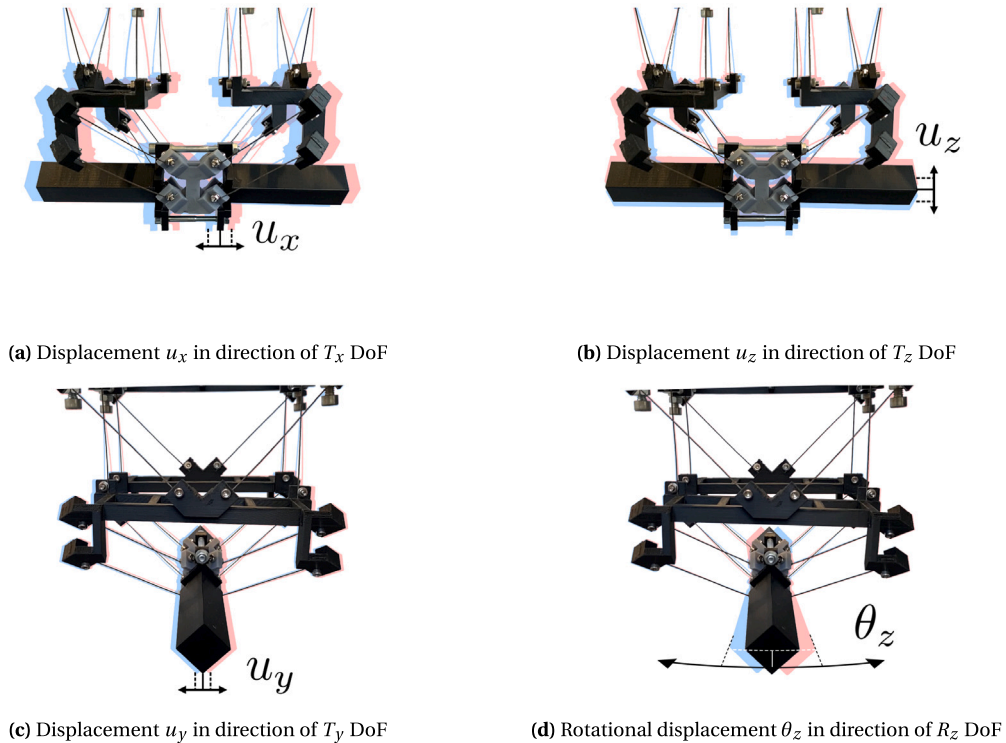 u_z
u_x
(a) Displacement u_x in direction of T_x DoF
(b) Displacement u_z in direction of T_z DoF
θ_z
u_y
(c) Displacement u_y in direction of T_y DoF
(d) Rotational displacement θ_z in direction of R_z DoF